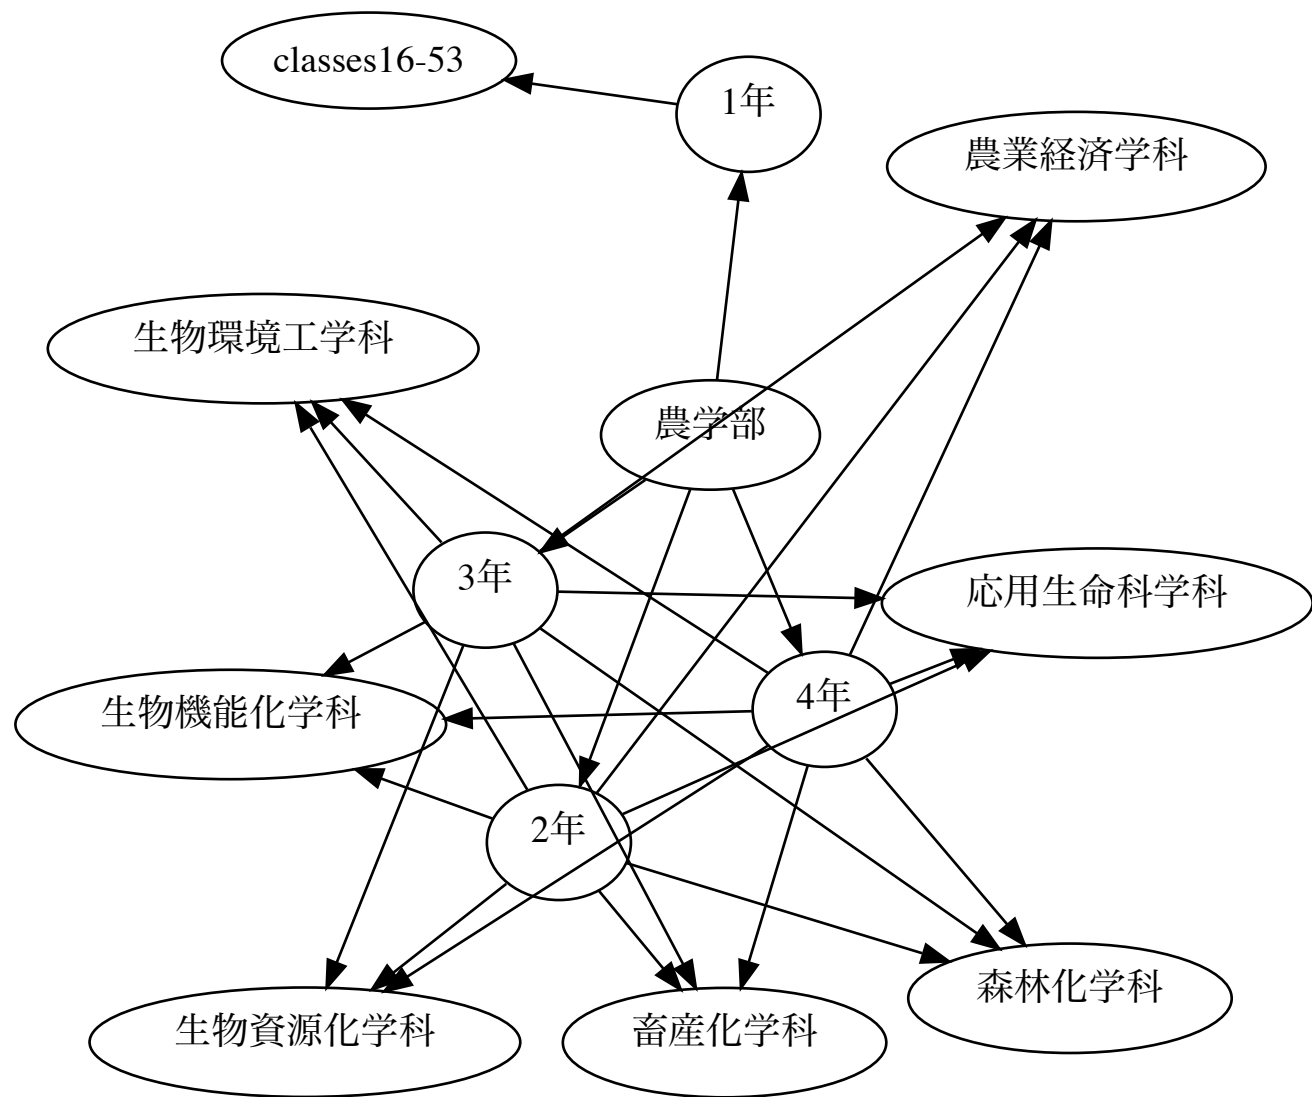 classes16-53
1年
農業経済学科
生物環境工学科
農学部
3年
応用生命科学科
4年
生物機能化学科
2年
森林化学科
生物資源化学科
畜産化学科